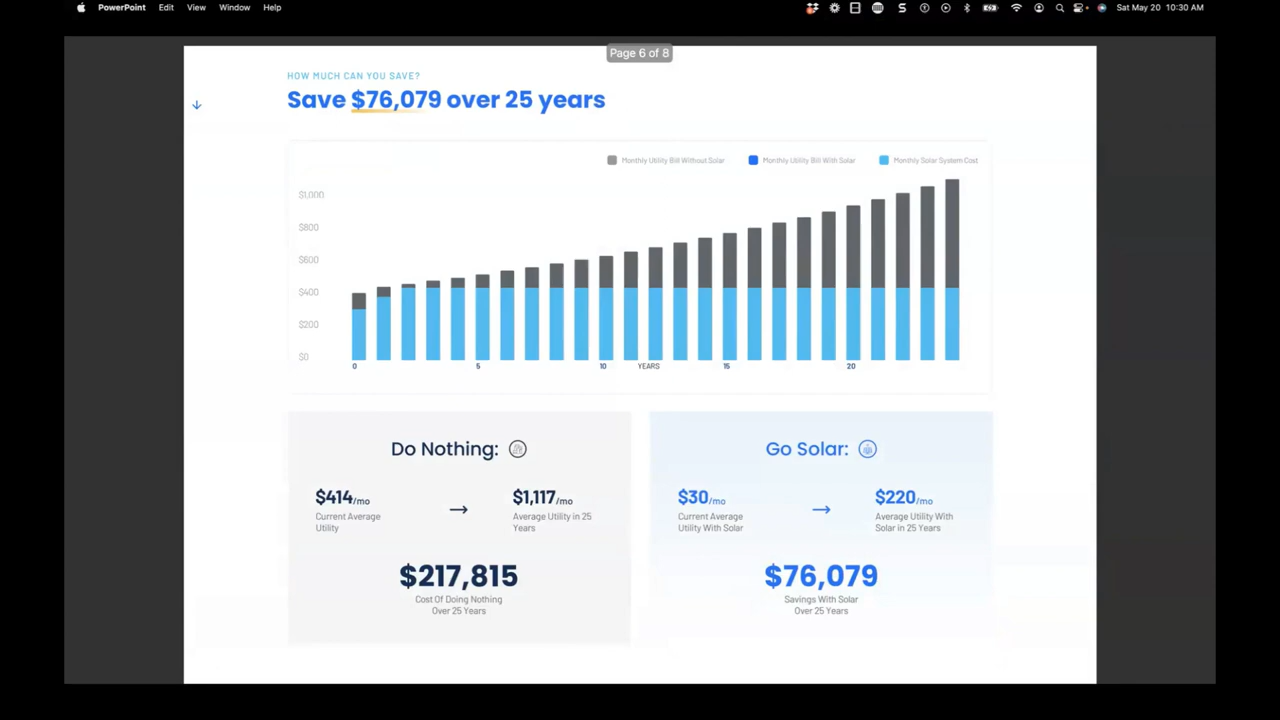 PowerPoint Edit View Window Help Sat May 20 10:30 AM
Page 6 of 8
HOW MUCH CAN YOU SAVE?
Save $76,079 over 25 years
Monthly Utility Bill Without Solar Monthly Utility Bill With Solar Monthly Solar System Cost
$1,000
$800
$600
$400
$200
$0
0 5 10 YEARS 15 20
Do Nothing:
$414/mo
Current Average
Utility
$1,117/mo
Average Utility in 25
Years
$217,815
Cost Of Doing Nothing
Over 25 Years
Go Solar:
$30/mo
Current Average
Utility With Solar
$220/mo
Average Utility With
Solar in 25 Years
$76,079
Savings With Solar
Over 25 Years